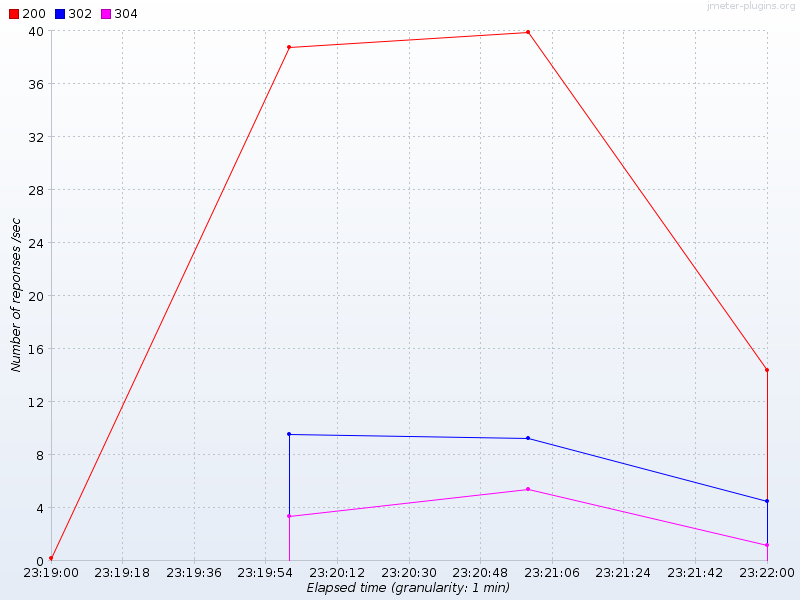 200 302 304
jmeter-plugins.org
40
36
32
28
24
20
16
12
8
4
0
Number of reponses /sec
23:19:00 23:19:18 23:19:36 23:19:54 23:20:12 23:20:30 23:20:48 23:21:06 23:21:24 23:21:42 23:22:00
Elapsed time (granularity: 1 min)